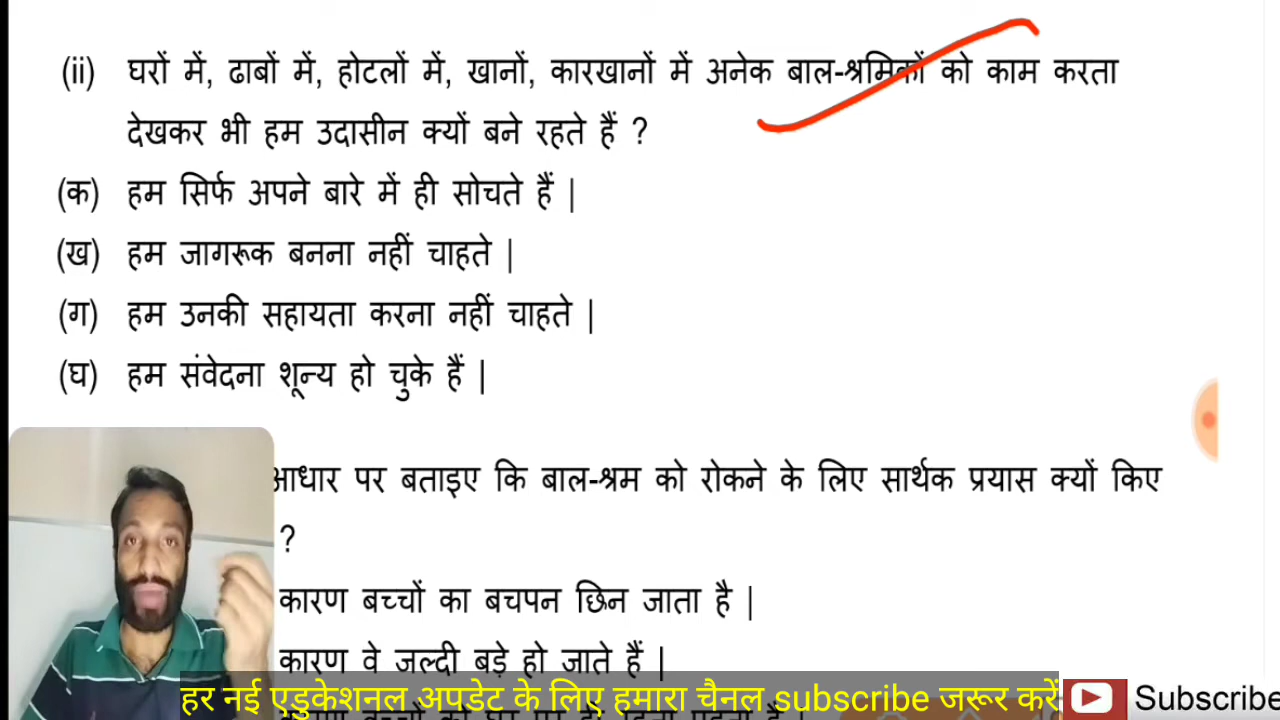 (ii) घरों में, ढाबों में, होटलों में, खानों, कारखानों में अनेक बाल-श्रमिकों को काम करता
देखकर भी हम उदासीन क्यों बने रहते हैं ?
(क) हम सिर्फ अपने बारे में ही सोचते हैं |
(ख) हम जागरूक बनना नहीं चाहते |
(ग) हम उनकी सहायता करना नहीं चाहते |
(घ) हम संवेदना शून्य हो चुके हैं |
आधार पर बताइए कि बाल-श्रम को रोकने के लिए सार्थक प्रयास क्यों किए
?
कारण बच्चों का बचपन छिन जाता है |
कारण वे जल्दी बड़े हो जाते हैं |
हर नई एडुकेशनल अपडेट के लिए हमारा चैनल subscribe जरूर करें
Subscribe